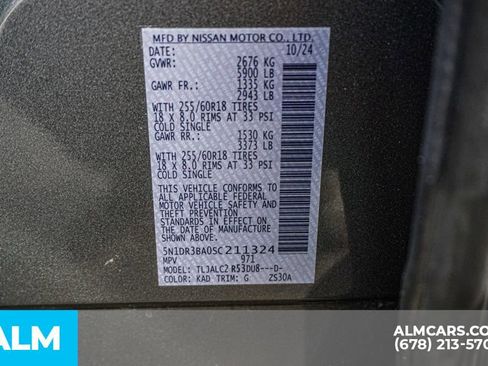 MFD BY NISSAN MOTOR CO., LTD.
DATE: 10/24
GVWR: 2676 KG
5900 LB
GAWR FR.: 1335 KG
2943 LB
WITH 255/60R18 TIRES
18 X 8.0 RIMS AT 33 PSI
COLD SINGLE
GAWR RR.: 1530 KG
3373 LB
WITH 255/60R18 TIRES
18 X 8.0 RIMS AT 33 PSI
COLD SINGLE
THIS VEHICLE CONFORMS TO
ALL APPLICABLE FEDERAL
MOTOR VEHICLE SAFETY AND
THEFT PREVENTION
STANDARDS IN EFFECT ON
THE DATE OF MANUFACTURE
SHOWN ABOVE.
5N1DR3BA0SC211324
MPV 971
TLJALC2 R53DU8---D-
MODEL:
COLOR: KAD TRIM: G ZS30A
ALM
ALMCARS.COM
(678) 213-570